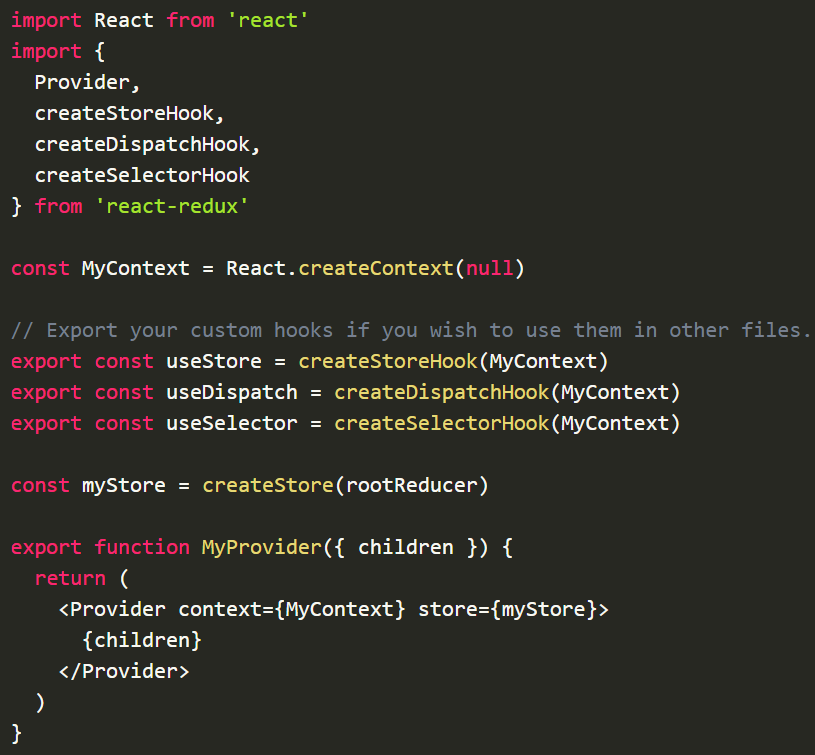 import React from 'react'
import {
  Provider,
  createStoreHook,
  createDispatchHook,
  createSelectorHook
} from 'react-redux'

const MyContext = React.createContext(null)

// Export your custom hooks if you wish to use them in other files.
export const useStore = createStoreHook(MyContext)
export const useDispatch = createDispatchHook(MyContext)
export const useSelector = createSelectorHook(MyContext)

const myStore = createStore(rootReducer)

export function MyProvider({ children }) {
  return (
    <Provider context={MyContext} store={myStore}>
      {children}
    </Provider>
  )
}